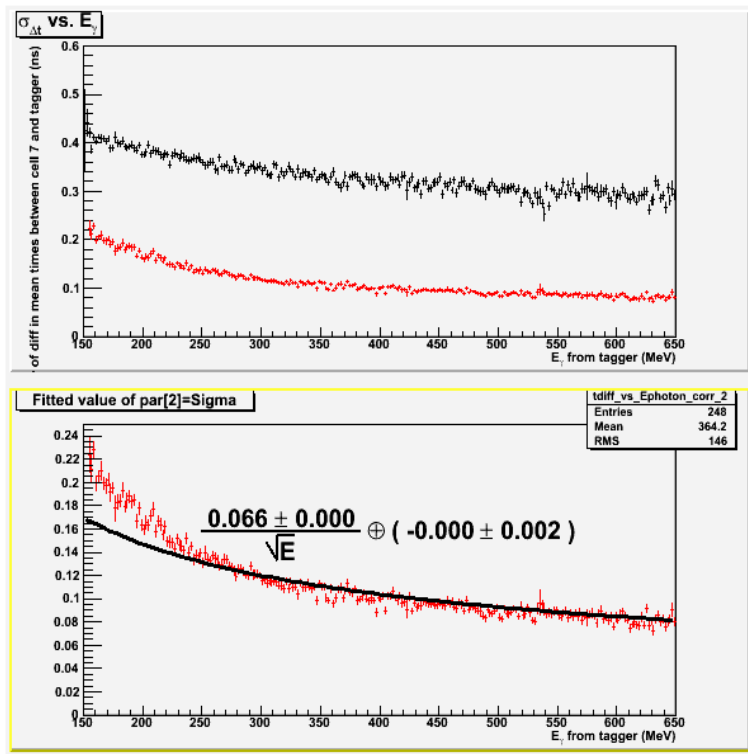 σΔt vs. Eγ
of diff in mean times between cell 7 and tagger (ns)
0.6
0.5
0.4
0.3
0.2
0.1
0
150 200 250 300 350 400 450 500 550 600 650
Eγ from tagger (MeV)
Fitted value of par[2]=Sigma
tdiff_vs_Ephoton_corr_2
Entries 248
Mean 364.2
RMS 146
0.24
0.22
0.2
0.18
0.16
0.14
0.12
0.1
0.08
0.06
0.04
0.02
0
0.066 ± 0.000
√E
⊕ ( -0.000 ± 0.002 )
150 200 250 300 350 400 450 500 550 600 650
Eγ from tagger (MeV)